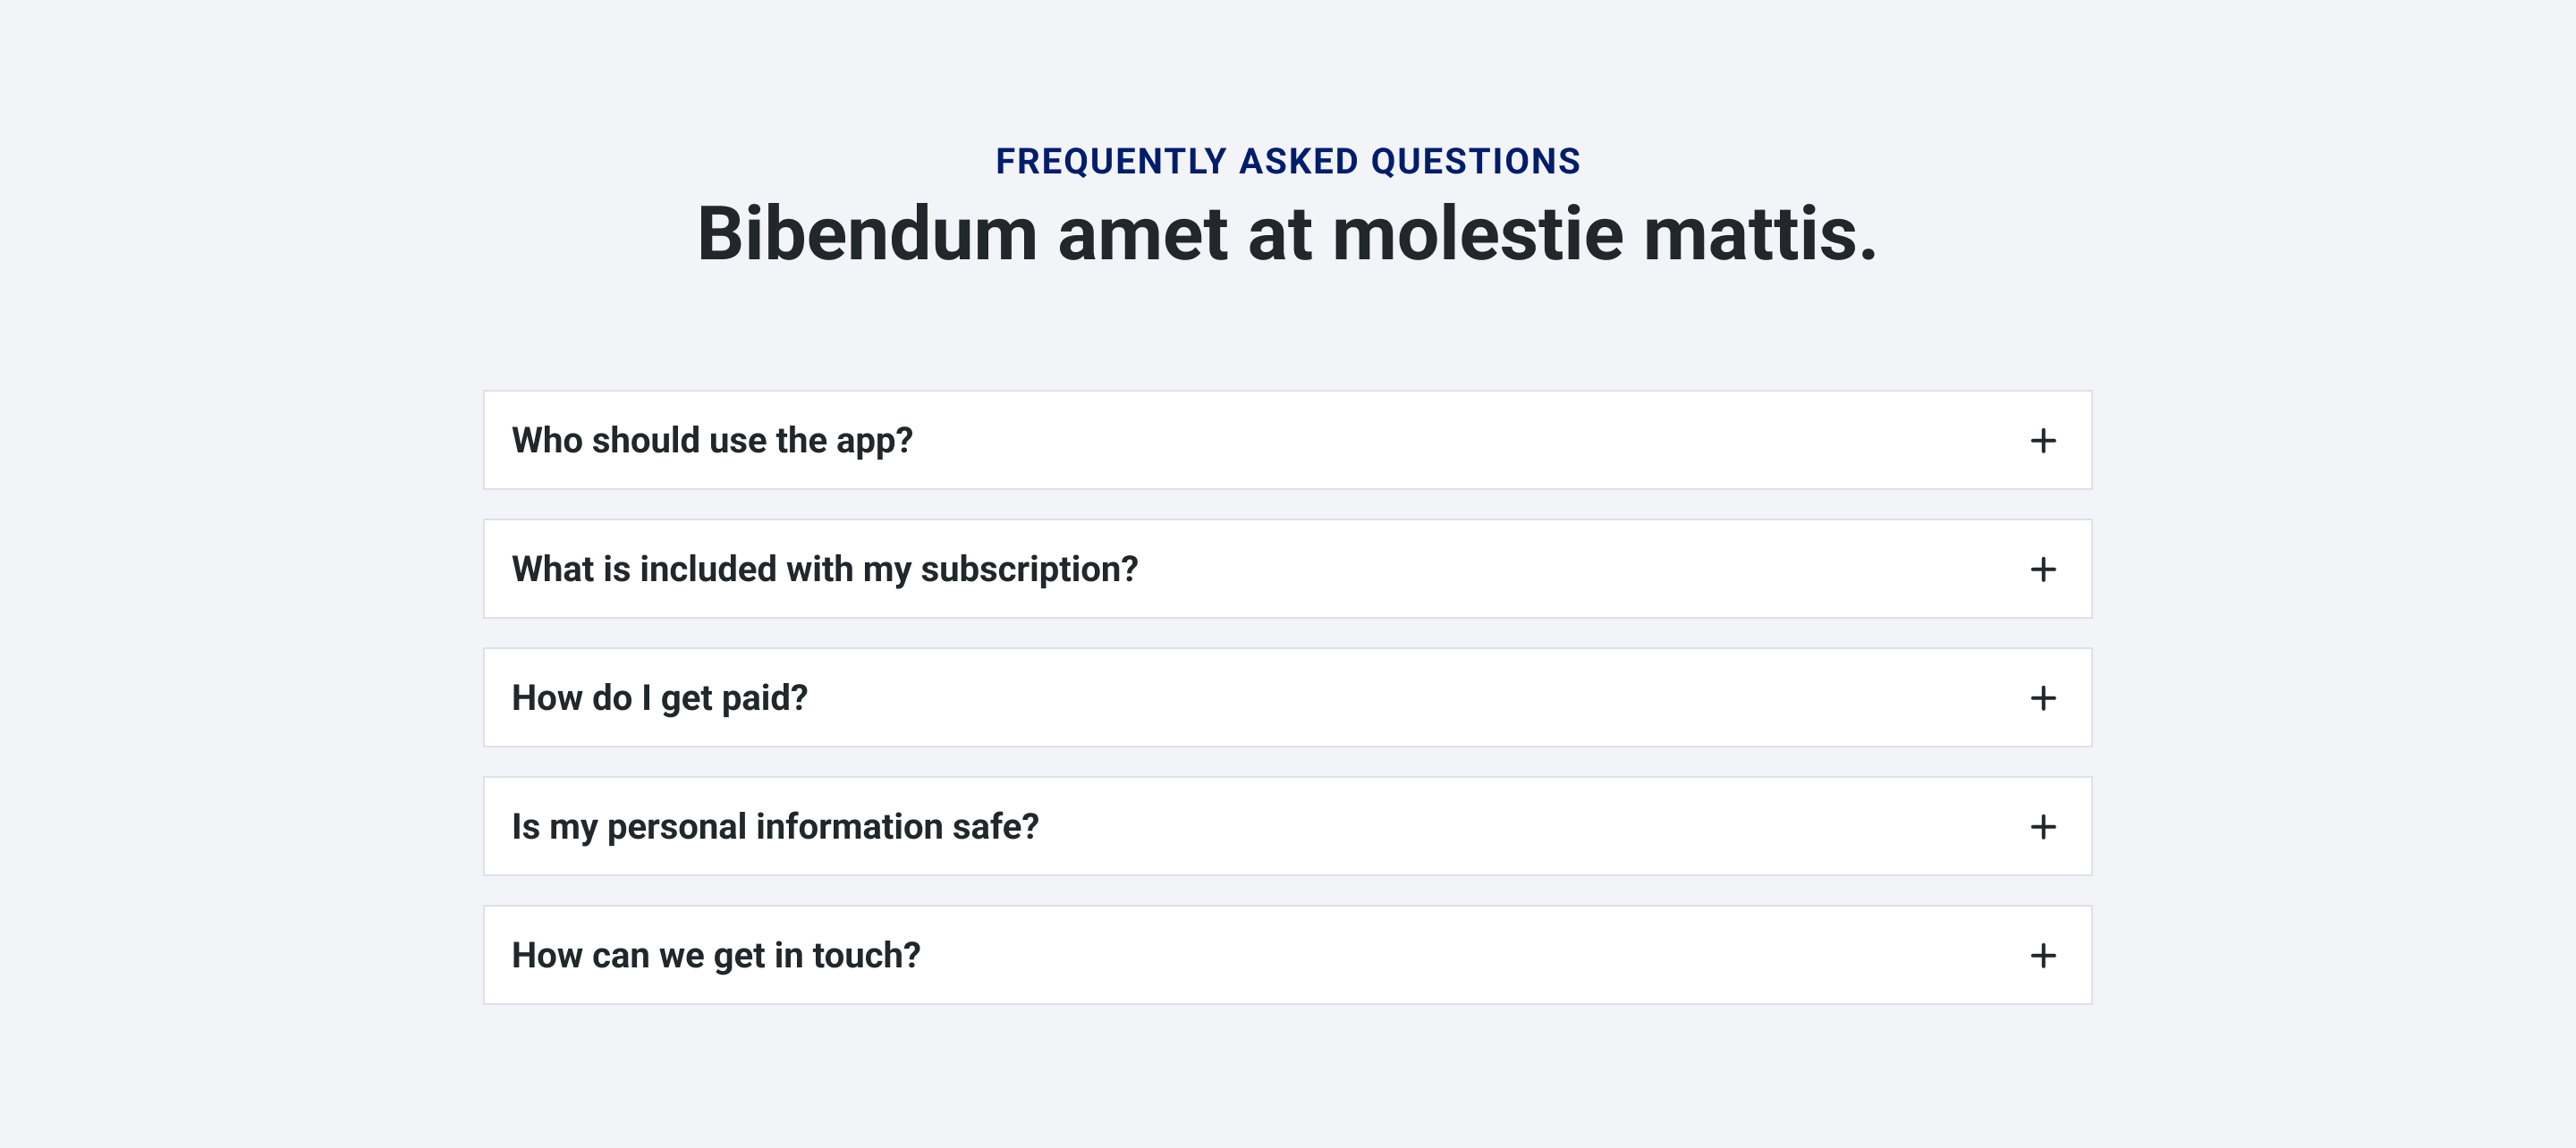 FREQUENTLY ASKED QUESTIONS
Bibendum amet at molestie mattis.
Who should use the app?
What is included with my subscription?
How do I get paid?
Is my personal information safe?
How can we get in touch?